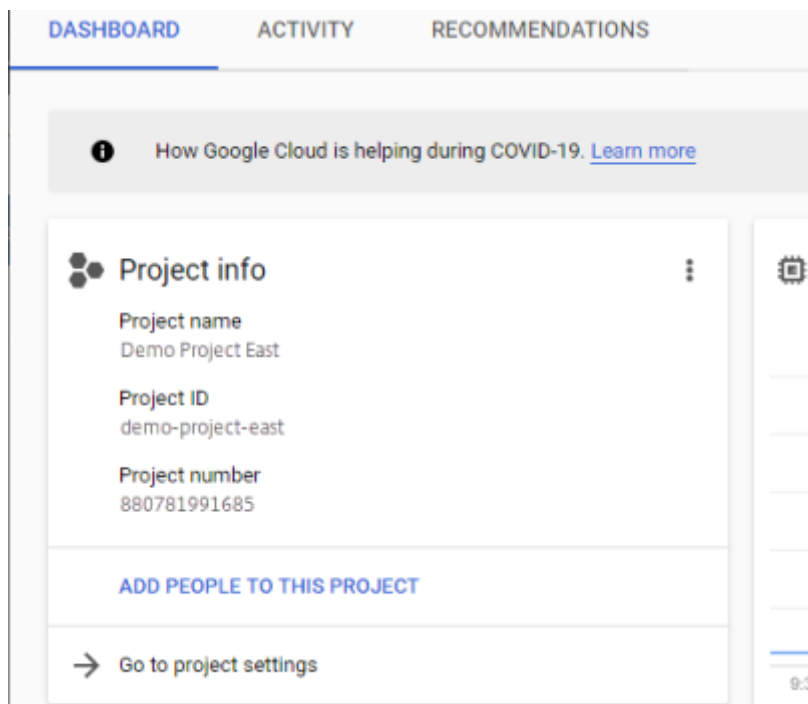 DASHBOARD ACTIVITY RECOMMENDATIONS
How Google Cloud is helping during COVID-19. Learn more
Project info
Project name
Demo Project East
Project ID
demo-project-east
Project number
880781991685
ADD PEOPLE TO THIS PROJECT
Go to project settings